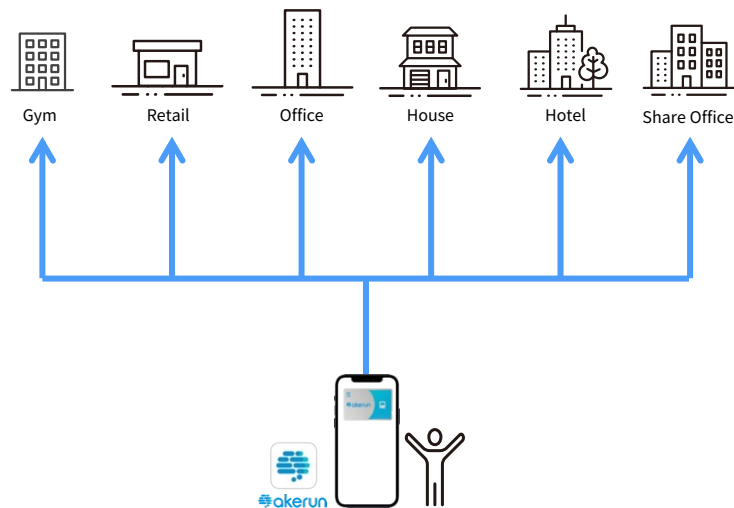 Gym
Retail
Office
House
Hotel
Share Office
akerun
akerun